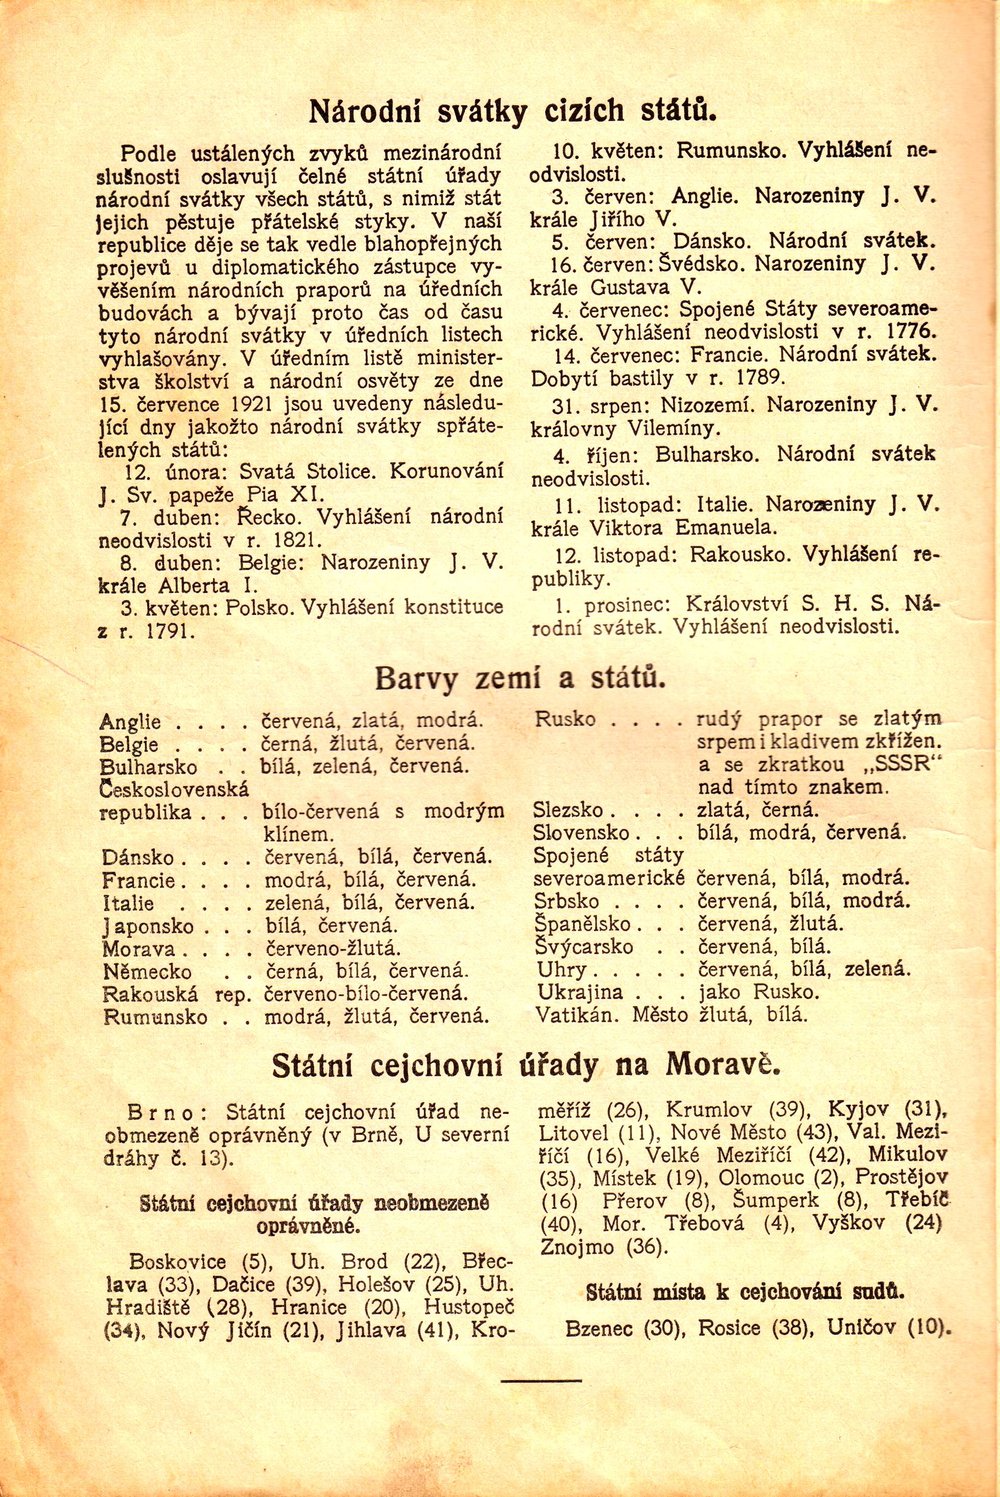 Národní svátky cizích států.
Podle ustálených zvyků mezinárodní
slušnosti oslavují čelné státní úřady
národní svátky všech států, s nimiž stát
jejich pěstuje přátelské styky. V naší
republice děje se tak vedle blahopřejných
projevů u diplomatického zástupce vy-
věšením národních praporů na úředních
budovách a bývají proto čas od času
tyto národní svátky v úředních listech
vyhlašovány. V úředním listě minister-
stva školství a národní osvěty ze dne
15. července 1921 jsou uvedeny následu-
jící dny jakožto národní svátky spřáte-
lených států:
12. února: Svatá Stolice. Korunování
J. Sv. papeže Pia XI.
7. duben: Řecko. Vyhlášení národní
neodvislosti v r. 1821.
8. duben: Belgie: Narozeniny J. V.
krále Alberta I.
3. květen: Polsko. Vyhlášení konstituce
z r. 1791.
10. květen: Rumunsko. Vyhlášení ne-
odvislosti.
3. červen: Anglie. Narozeniny J. V.
krále Jiřího V.
5. červen: Dánsko. Národní svátek.
16. červen: Švédsko. Narozeniny J. V.
krále Gustava V.
4. červenec: Spojené Státy severoame-
rické. Vyhlášení neodvislosti v r. 1776.
14. červenec: Francie. Národní svátek.
Dobytí bastily v r. 1789.
31. srpen: Nizozemí. Narozeniny J. V.
královny Vilemíny.
4. říjen: Bulharsko. Národní svátek
neodvislosti.
11. listopad: Italie. Narozeniny J. V.
krále Viktora Emanuela.
12. listopad: Rakousko. Vyhlášení re-
publiky.
1. prosinec: Království S. H. S. Ná-
rodní svátek. Vyhlášení neodvislosti.
Barvy zemí a států.
Anglie . . . . červená, zlatá, modrá.
Belgie . . . . černá, žlutá, červená.
Bulharsko . . bílá, zelená, červená.
Československá
republika . . . bílo-červená s modrým
klínem.
Dánsko . . . . červená, bílá, červená.
Francie . . . . modrá, bílá, červená.
Italie . . . . zelená, bílá, červená.
Japonsko . . . bílá, červená.
Morava . . . . červeno-žlutá.
Německo . . černá, bílá, červená.
Rakouská rep. červeno-bílo-červená.
Rumunsko . . modrá, žlutá, červená.
Rusko . . . . rudý prapor se zlatým
srpem i kladivem zkřížen.
a se zkratkou „SSSR“
nad tímto znakem.
Slezsko . . . . zlatá, černá.
Slovensko . . . bílá, modrá, červená.
Spojené státy
severoamerické červená, bílá, modrá.
Srbsko . . . . červená, bílá, modrá.
Španělsko . . . červená, žlutá.
Švýcarsko . . červená, bílá.
Uhry . . . . . červená, bílá, zelená.
Ukrajina . . . jako Rusko.
Vatikán. Město žlutá, bílá.
Státní cejchovní úřady na Moravě.
Brno: Státní cejchovní úřad ne-
obmezeně oprávněný (v Brně, U severní
dráhy č. 13).
Státní cejchovní úřady neobmezeně
oprávněné.
Boskovice (5), Uh. Brod (22), Břec-
lava (33), Dačice (39), Holešov (25), Uh.
Hradiště (28), Hranice (20), Hustopeč
(34), Nový Jičín (21), Jihlava (41), Kro-
měříž (26), Krumlov (39), Kyjov (31),
Litovel (11), Nové Město (43), Val. Mezi-
říčí (16), Velké Meziříčí (42), Mikulov
(35), Místek (19), Olomouc (2), Prostějov
(16) Přerov (8), Šumperk (8), Třebíč
(40), Mor. Třebová (4), Vyškov (24)
Znojmo (36).
Státní místa k cejchování sudů.
Bzenec (30), Rosice (38), Uničov (10).